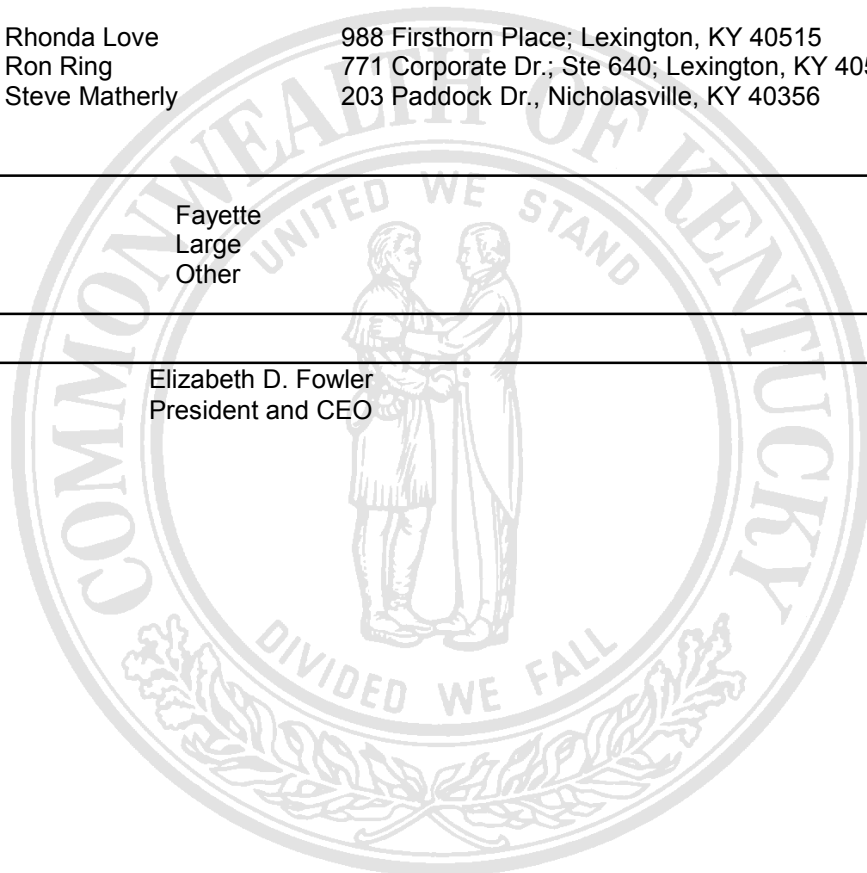 Rhonda Love 988 Firsthorn Place; Lexington, KY 40515
Ron Ring 771 Corporate Dr.; Ste 640; Lexington, KY
Steve Matherly 203 Paddock Dr., Nicholasville, KY 40356
COMMONWEALTH OF KENTUCKY
UNITED WE STAND
Fayette
Large
Other
Elizabeth D. Fowler
President and CEO
DIVIDED WE FALL